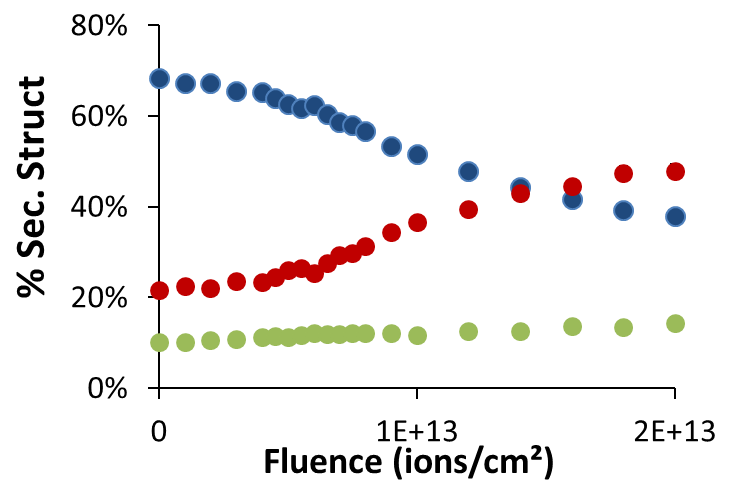 80%
60%
40%
20%
0%
% Sec. Struct
0 1E+13 2E+13
Fluence (ions/cm²)